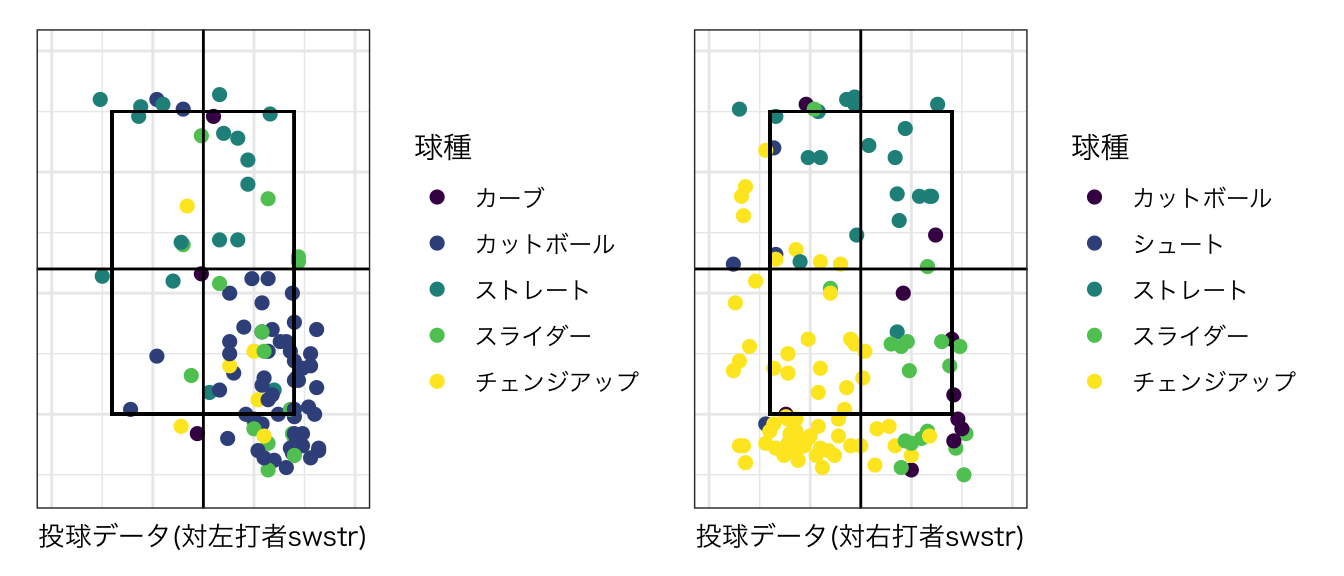 球種
カーブ
カットボール
ストレート
スライダー
チェンジアップ
投球データ(対左打者swstr)
球種
カットボール
シュート
ストレート
スライダー
チェンジアップ
投球データ(対右打者swstr)